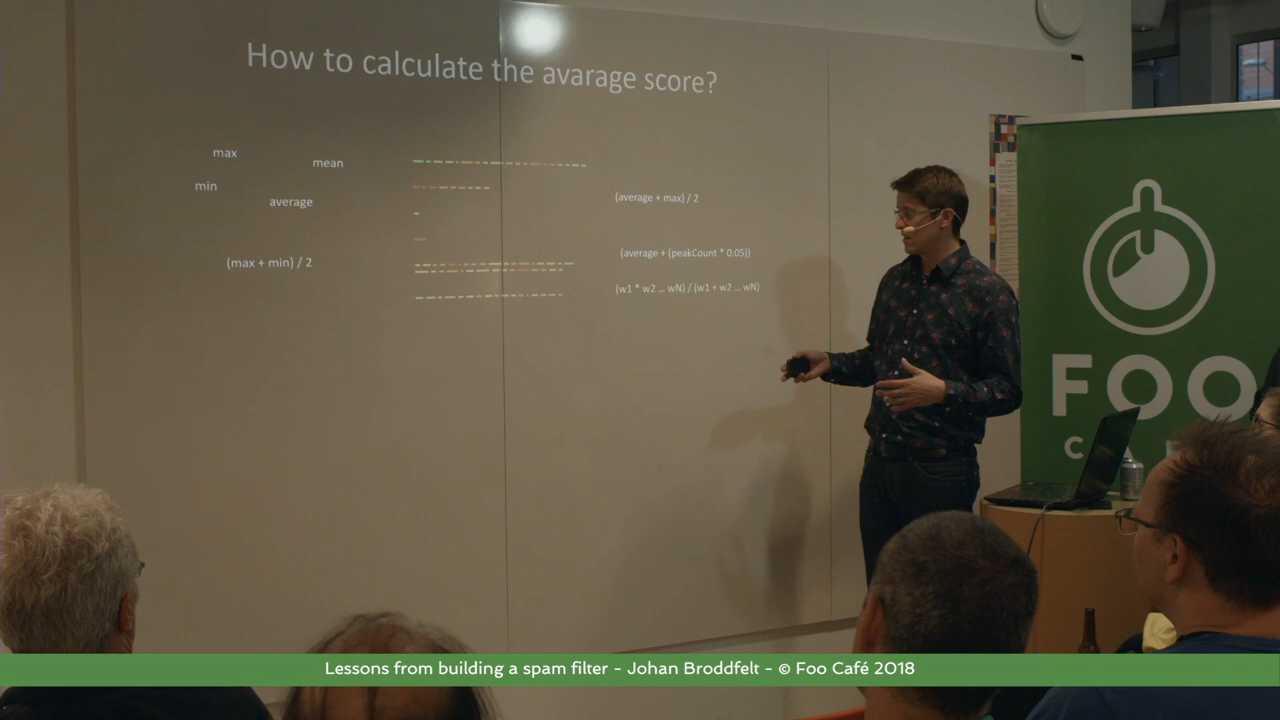 How to calculate the avarage score?
max
mean
min
average
(max + min) / 2
(average + max) / 2
(average + (peakCount * 0.05))
(w1 * w2 ... wN) / (w1 + w2 ... wN)
FOO
C
Lessons from building a spam filter - Johan Broddfelt - © Foo Café 2018